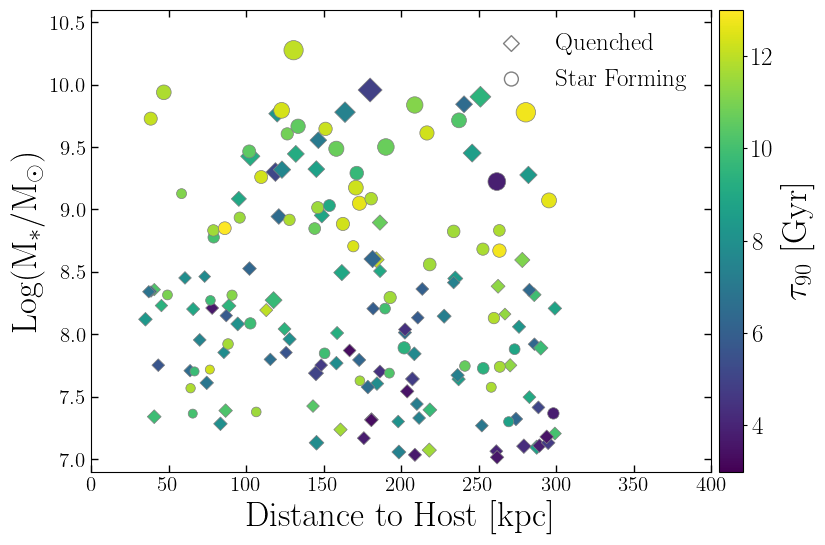 Quenched
Star Forming
10.5
10.0
9.5
9.0
8.5
8.0
7.5
7.0
Log(M*/M⊙)
0 50 100 150 200 250 300 350 400
Distance to Host [kpc]
12
10
8
6
4
τ90 [Gyr]